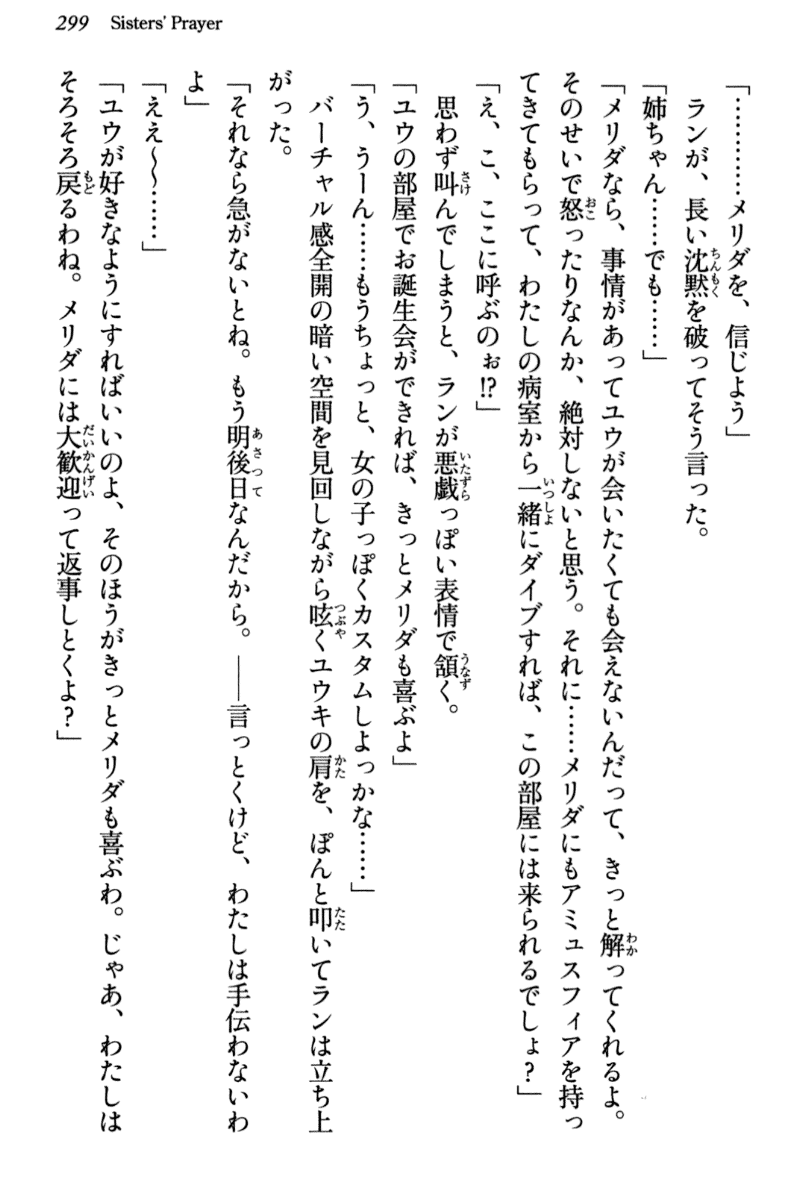 299 Sisters' Prayer
「…………メリダを、信じよう」
　ランが、長い沈黙を破ってそう言った。
「姉ちゃん……でも……」
「メリダなら、事情があってユウが会いたくても会えないんだって、きっと解ってくれるよ。
そのせいで怒ったりなんか、絶対しないと思う。それに……メリダにもアミュスフィアを持っ
てきてもらって、わたしの病室から一緒にダイブすれば、この部屋には来られるでしょ？」
「え、こ、ここに呼ぶのぉ!?」
　思わず叫んでしまうと、ランが悪戯っぽい表情で頷く。
「ユウの部屋でお誕生会ができれば、きっとメリダも喜ぶよ」
「う、うーん……もうちょっと、女の子っぽくカスタムしよっかな……」
　バーチャル感全開の暗い空間を見回しながら呟くユウキの肩を、ぽんと叩いてランは立ち上
がった。
「それなら急がないとね。もう明後日なんだから。――言っとくけど、わたしは手伝わないわ
よ」
「ええ～～……」
「ユウが好きなようにすればいいのよ、そのほうがきっとメリダも喜ぶわ。じゃあ、わたしは
そろそろ戻るわね。メリダには大歓迎って返事しとくよ？」